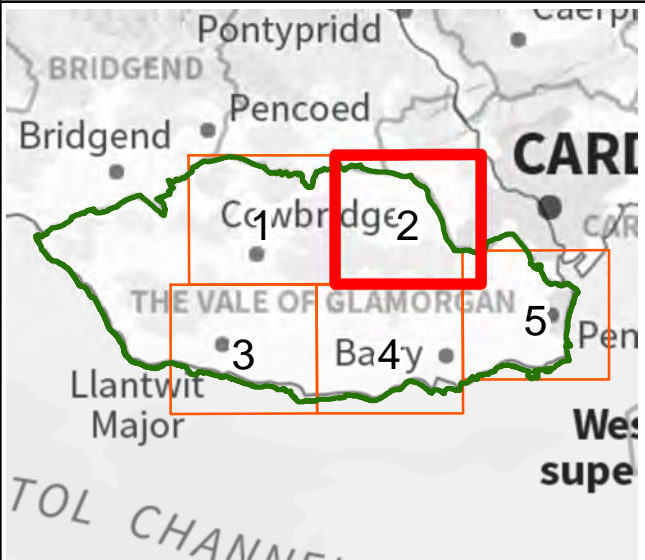 Pontypridd
BRIDGEND
Pencoed
Bridgend
CARD
Cowbridge
1
2
CAR
THE VALE OF GLAMORGAN
5
Pen
3
Barry
4
Llantwit
Major
Wes
supe
TOL CHANNE